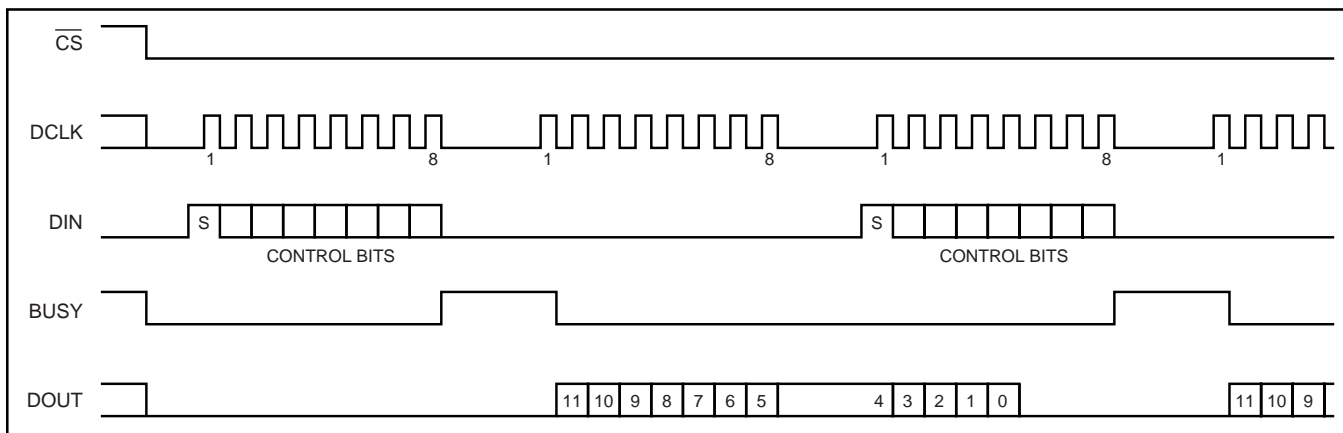 CS
DCLK
1 8 1 8 1 8 1
DIN
S S
CONTROL BITS CONTROL BITS
BUSY
DOUT
11 10 9 8 7 6 5 4 3 2 1 0 11 10 9